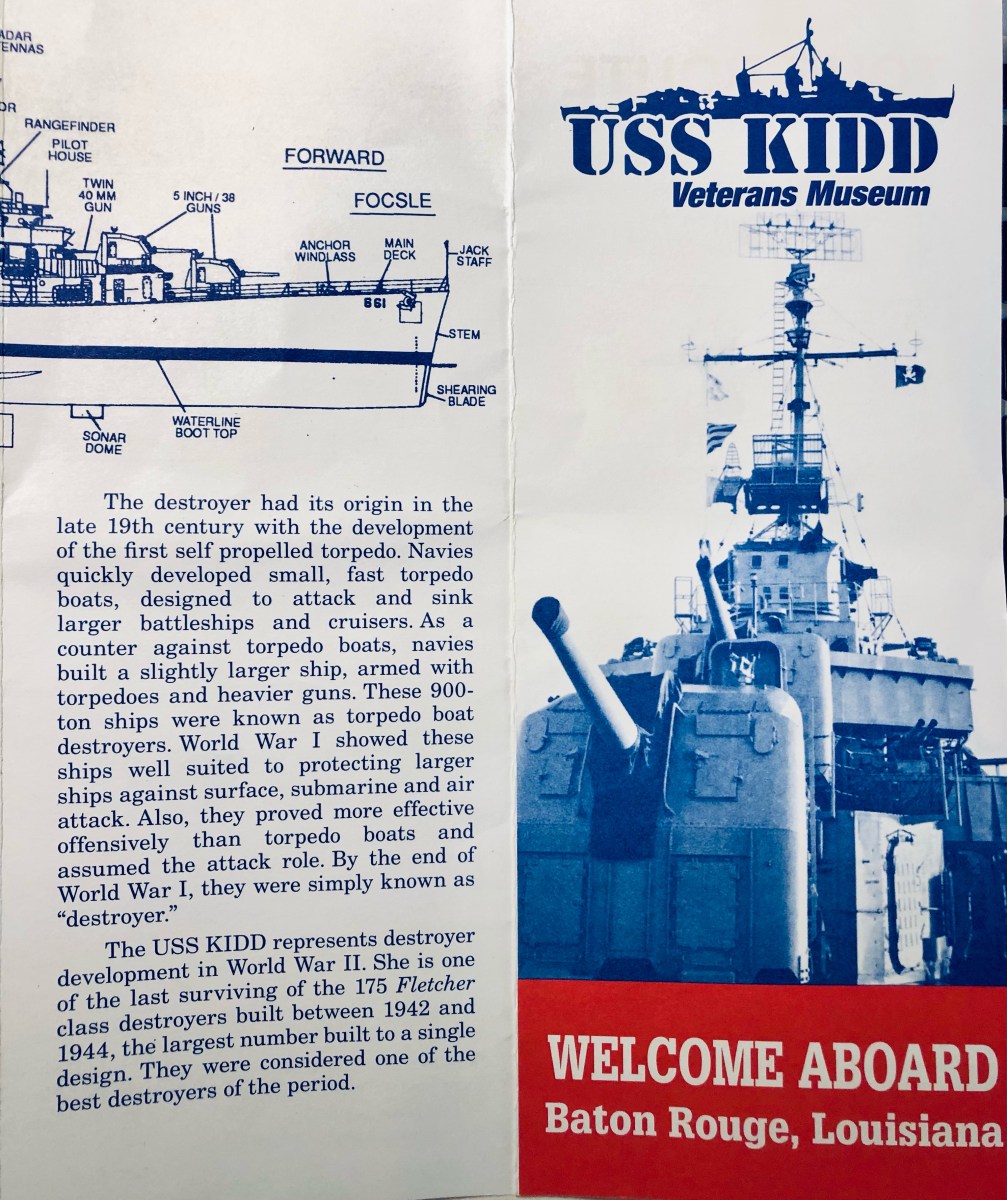 ADAR
ENNAS
OR
RANGEFINDER
PILOT
HOUSE
TWIN
40 MM
GUN
5 INCH / 38
GUNS
FORWARD
FOCSLE
ANCHOR
WINDLASS
MAIN
DECK
JACK
STAFF
661
STEM
SHEARING
BLADE
WATERLINE
BOOT TOP
SONAR
DOME
The destroyer had its origin in the
late 19th century with the development
of the first self propelled torpedo. Navies
quickly developed small, fast torpedo
boats, designed to attack and sink
larger battleships and cruisers. As a
counter against torpedo boats, navies
built a slightly larger ship, armed with
torpedoes and heavier guns. These 900-
ton ships were known as torpedo boat
destroyers. World War I showed these
ships well suited to protecting larger
ships against surface, submarine and air
attack. Also, they proved more effective
offensively than torpedo boats and
assumed the attack role. By the end of
World War I, they were simply known as
“destroyer.”
The USS KIDD represents destroyer
development in World War II. She is one
of the last surviving of the 175 Fletcher
class destroyers built between 1942 and
1944, the largest number built to a single
design. They were considered one of the
best destroyers of the period.
USS KIDD
Veterans Museum
WELCOME ABOARD
Baton Rouge, Louisiana